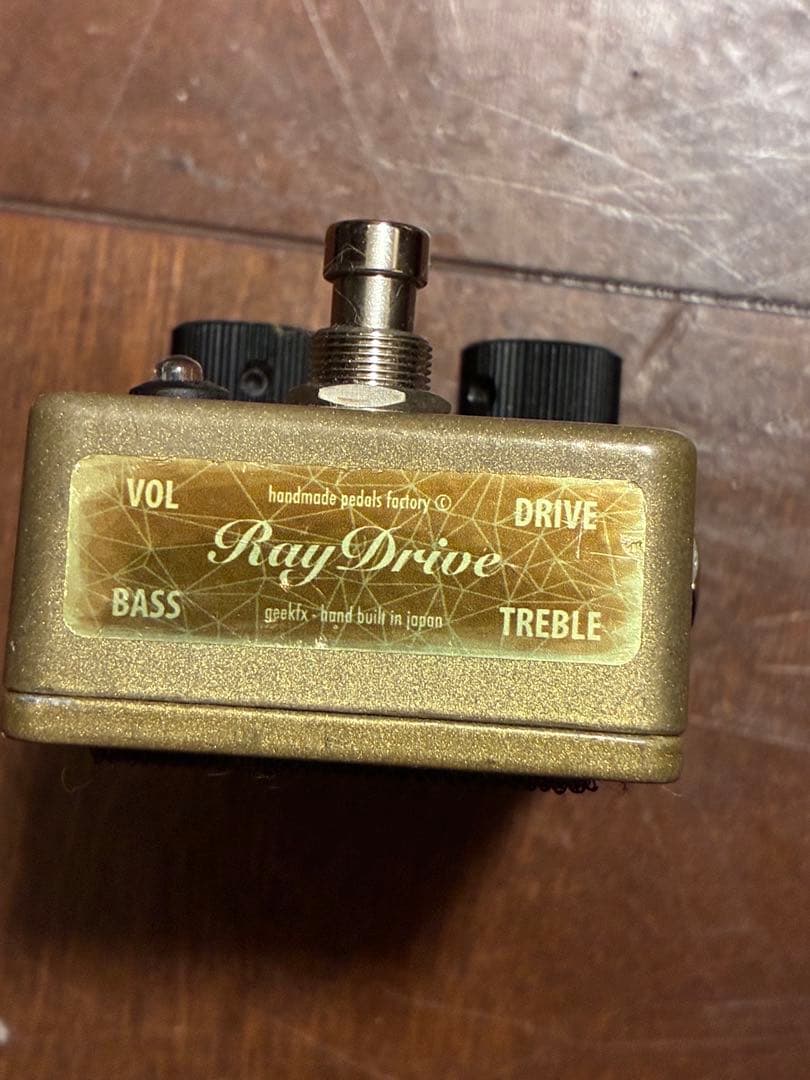 VOL
handmade pedals factory ©
DRIVE
Ray Drive
BASS
geekfx - hand built in japan
TREBLE